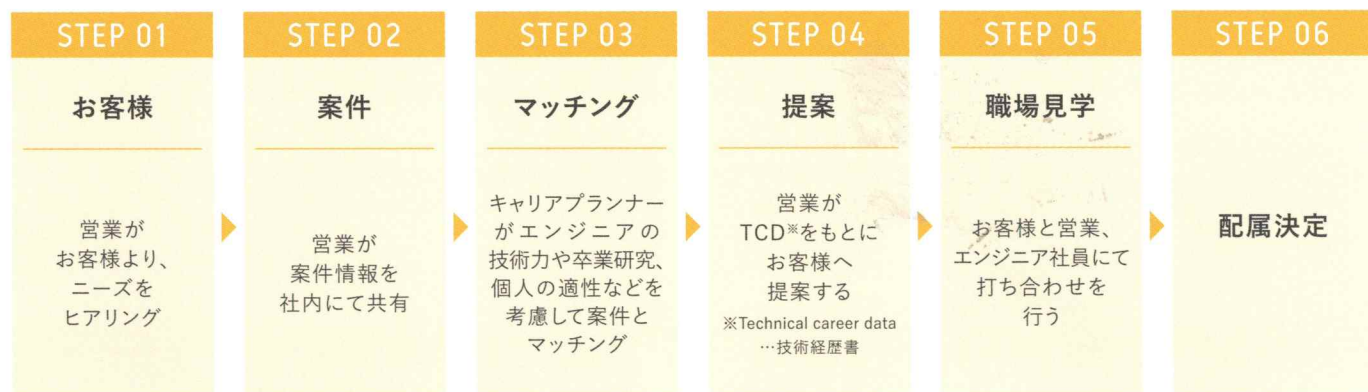 STEP 01
お客様
営業が
お客様より、
ニーズを
ヒアリング
STEP 02
案件
営業が
案件情報を
社内にて共有
STEP 03
マッチング
キャリアプランナー
がエンジニアの
技術力や卒業研究、
個人の適性などを
考慮して案件と
マッチング
STEP 04
提案
営業が
TCD※をもとに
お客様へ
提案する
※Technical career data
…技術経歴書
STEP 05
職場見学
お客様と営業、
エンジニア社員にて
打ち合わせを
行う
STEP 06
配属決定